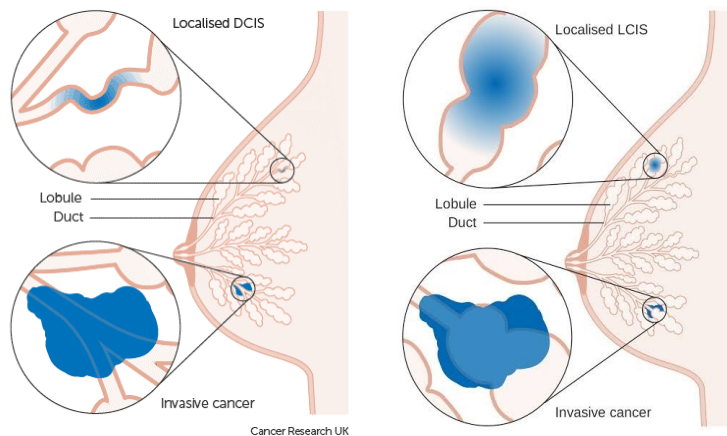 Localised DCIS
Lobule
Duct
Invasive cancer
Cancer Research UK
Localised LCIS
Lobule
Duct
Invasive cancer